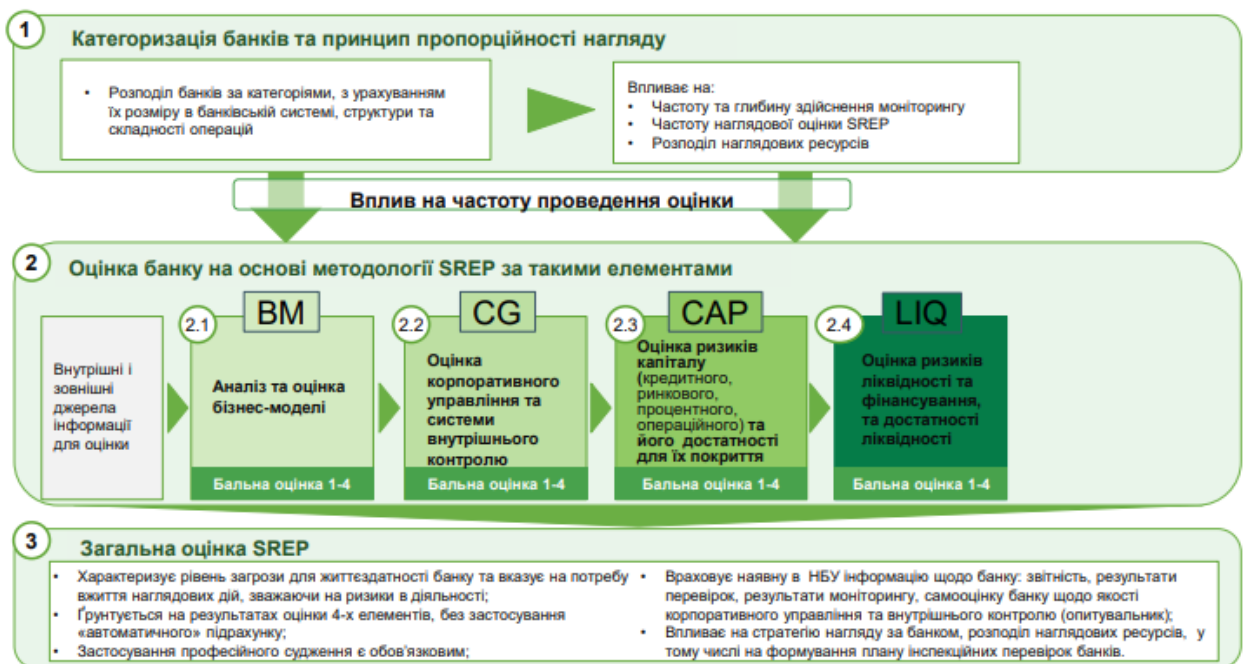 1
Категоризація банків та принцип пропорційності нагляду
• Розподіл банків за категоріями, з урахуванням
їх розміру в банківській системі, структури та
складності операцій
Впливає на:
• Частоту та глибину здійснення моніторингу
• Частоту наглядової оцінки SREP
• Розподіл наглядових ресурсів
Вплив на частоту проведення оцінки
2
Оцінка банку на основі методології SREP за такими елементами
Внутрішні і
зовнішні
джерела
інформації
для оцінки
2.1
BM
Аналіз та оцінка
бізнес-моделі
Бальна оцінка 1-4
2.2
CG
Оцінка
корпоративного
управління та
системи
внутрішнього
контролю
Бальна оцінка 1-4
2.3
CAP
Оцінка ризиків
капіталу
(кредитного,
ринкового,
процентного,
операційного) та
його достатності
для їх покриття
Бальна оцінка 1-4
2.4
LIQ
Оцінка ризиків
ліквідності та
фінансування,
та достатності
ліквідності
Бальна оцінка 1-4
3
Загальна оцінка SREP
• Характеризує рівень загрози для життєздатності банку та вказує на потребу
вжиття наглядових дій, зважаючи на ризики в діяльності;
• Ґрунтується на результатах оцінки 4-х елементів, без застосування
«автоматичного» підрахунку;
• Застосування професійного судження є обов'язковим;
• Враховує наявну в НБУ інформацію щодо банку: звітність, результати
перевірок, результати моніторингу, самооцінку банку щодо якості
корпоративного управління та внутрішнього контролю (опитувальник);
• Впливає на стратегію нагляду за банком, розподіл наглядових ресурсів, у
тому числі на формування плану інспекційних перевірок банків.